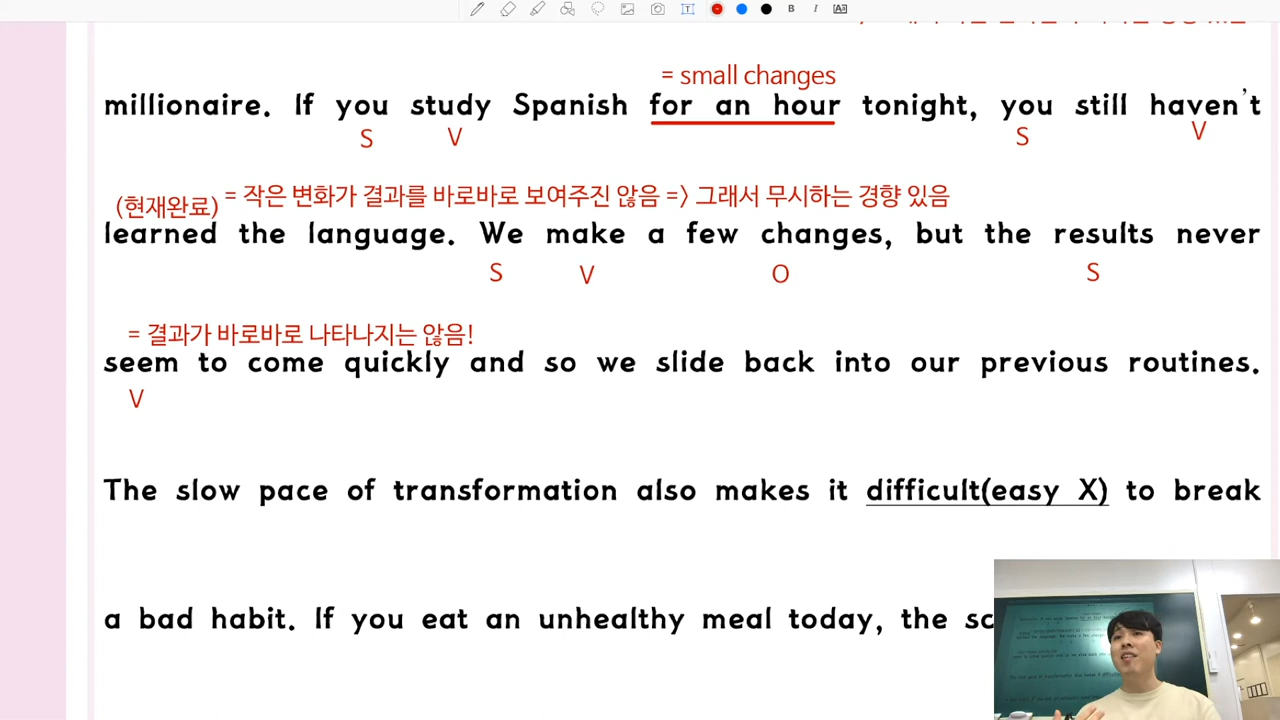 B I A
= small changes
millionaire. If you study Spanish for an hour tonight, you still haven't
S V S V
(현재완료) = 작은 변화가 결과를 바로바로 보여주진 않음 => 그래서 무시하는 경향 있음
learned the language. We make a few changes, but the results never
S V O S
= 결과가 바로바로 나타나지는 않음!
seem to come quickly and so we slide back into our previous routines.
V
The slow pace of transformation also makes it difficult(easy X) to break
a bad habit. If you eat an unhealthy meal today, the sc